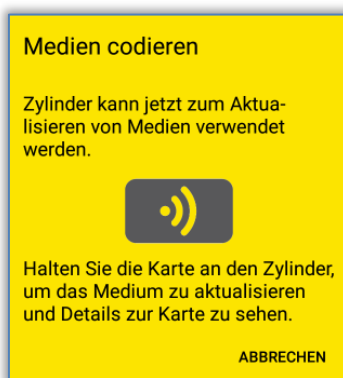 Medien codieren
Zylinder kann jetzt zum Aktua-
lisieren von Medien verwendet
werden.
Halten Sie die Karte an den Zylinder,
um das Medium zu aktualisieren
und Details zur Karte zu sehen.
ABBRECHEN